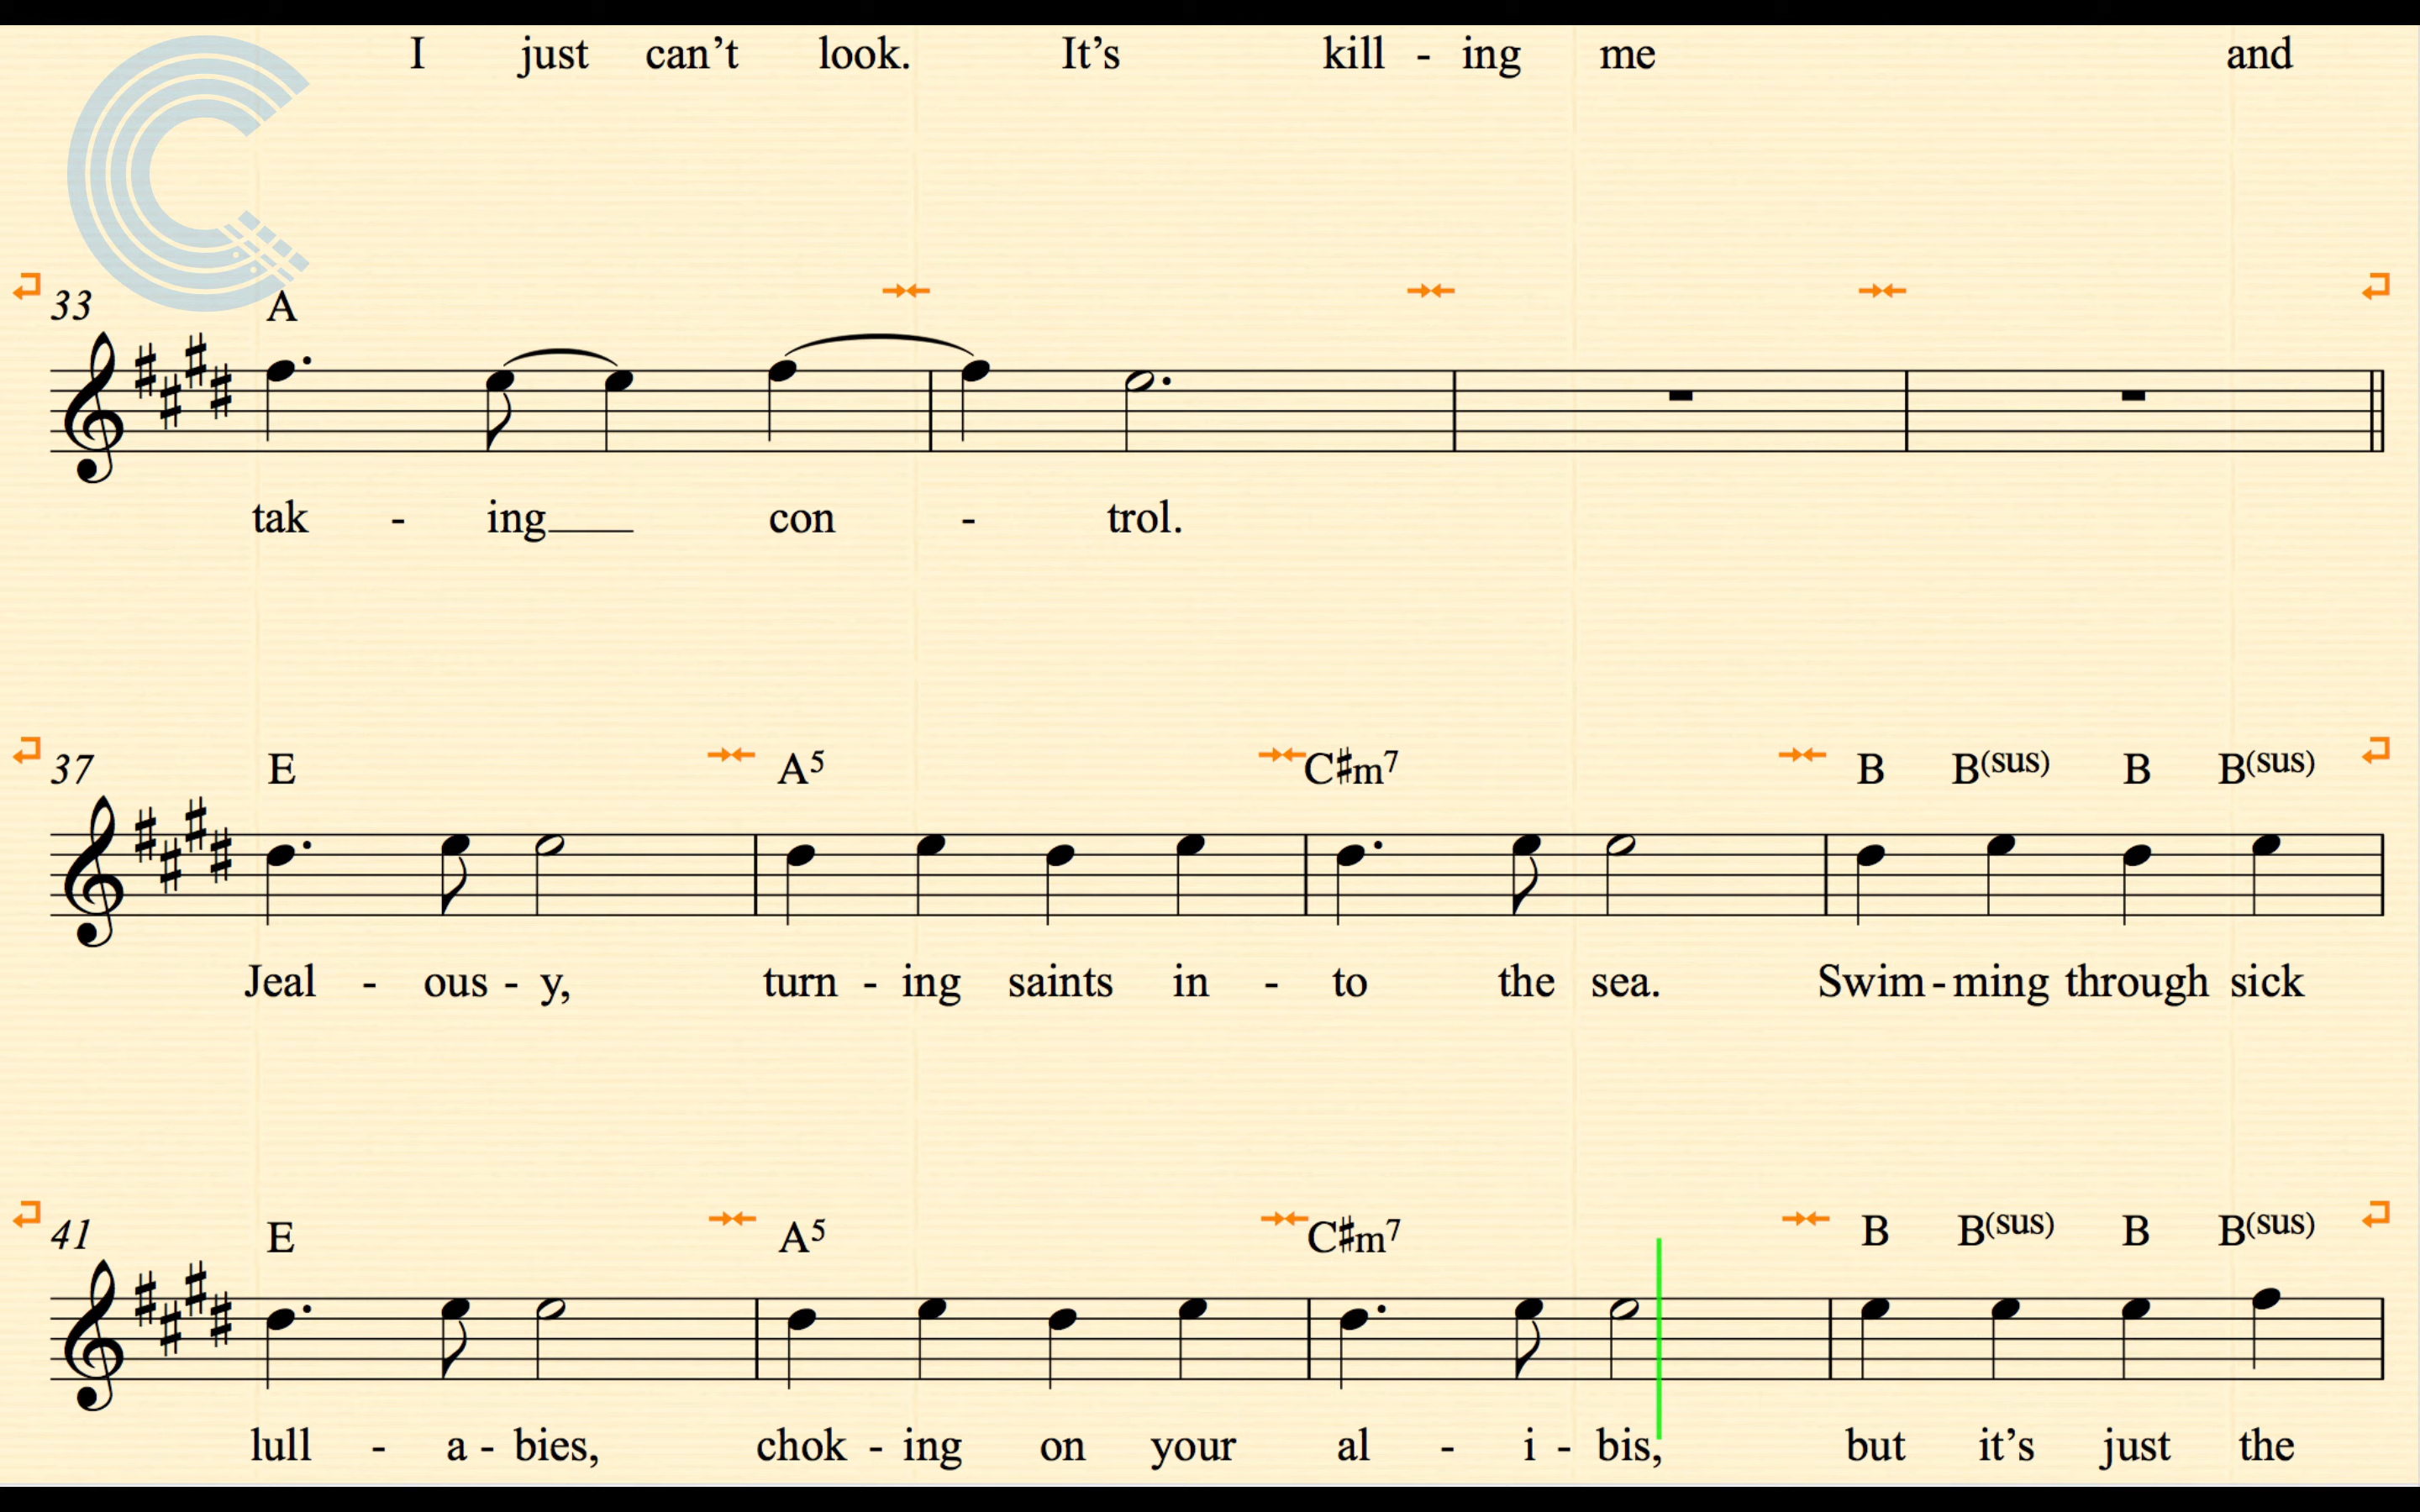 I just can’t look. It’s kill - ing me and
33 A
tak - ing con - trol.
37 E A5 C♯m7 B B(sus) B B(sus)
Jeal - ous - y, turn - ing saints in - to the sea. Swim - ming through sick
41 E A5 C♯m7 B B(sus) B B(sus)
lull - a - bies, chok - ing on your al - i - bis, but it’s just the